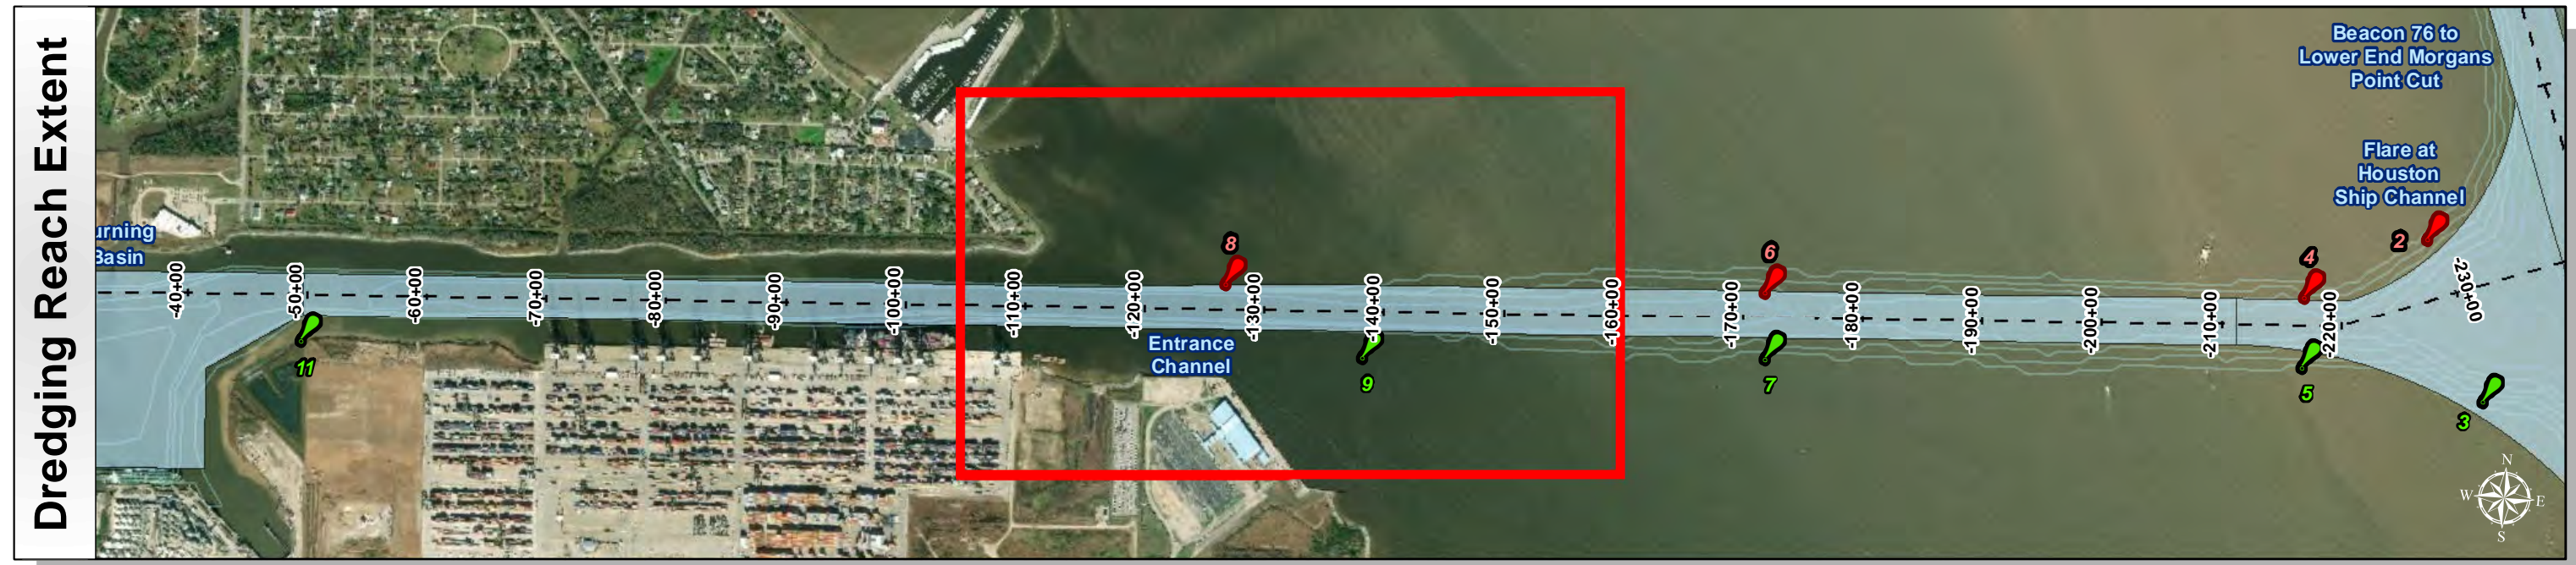 Dredging Reach Extent
Beacon 76 to
Lower End Morgans
Point Cut
Flare at
Houston
Ship Channel
urning
Basin
8
6
4
2
-40+00
-50+00
-60+00
-70+00
-80+00
-90+00
-100+00
-110+00
-120+00
-130+00
-140+00
-150+00
-160+00
-170+00
-180+00
-190+00
-200+00
-210+00
-220+00
-230+00
Entrance
Channel
11
9
7
5
3
N
W
E
S